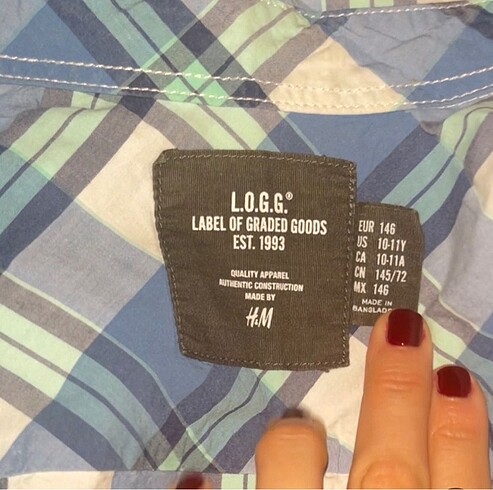 L.O.G.G.®
LABEL OF GRADED GOODS
EST. 1993
QUALITY APPAREL
AUTHENTIC CONSTRUCTION
MADE BY
H&M
EUR 146
US 10-11Y
CA 10-11A
CN 145/72
MX 146
MADE IN